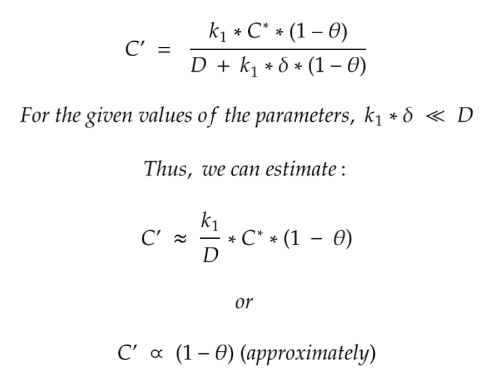 C′ = k₁ * C* * (1 − θ) / D + k₁ * δ * (1 − θ)
For the given values of the parameters, k₁ * δ ≪ D
Thus, we can estimate :
C′ ≈ k₁ / D * C* * (1 − θ)
or
C′ ∝ (1 − θ) (approximately)